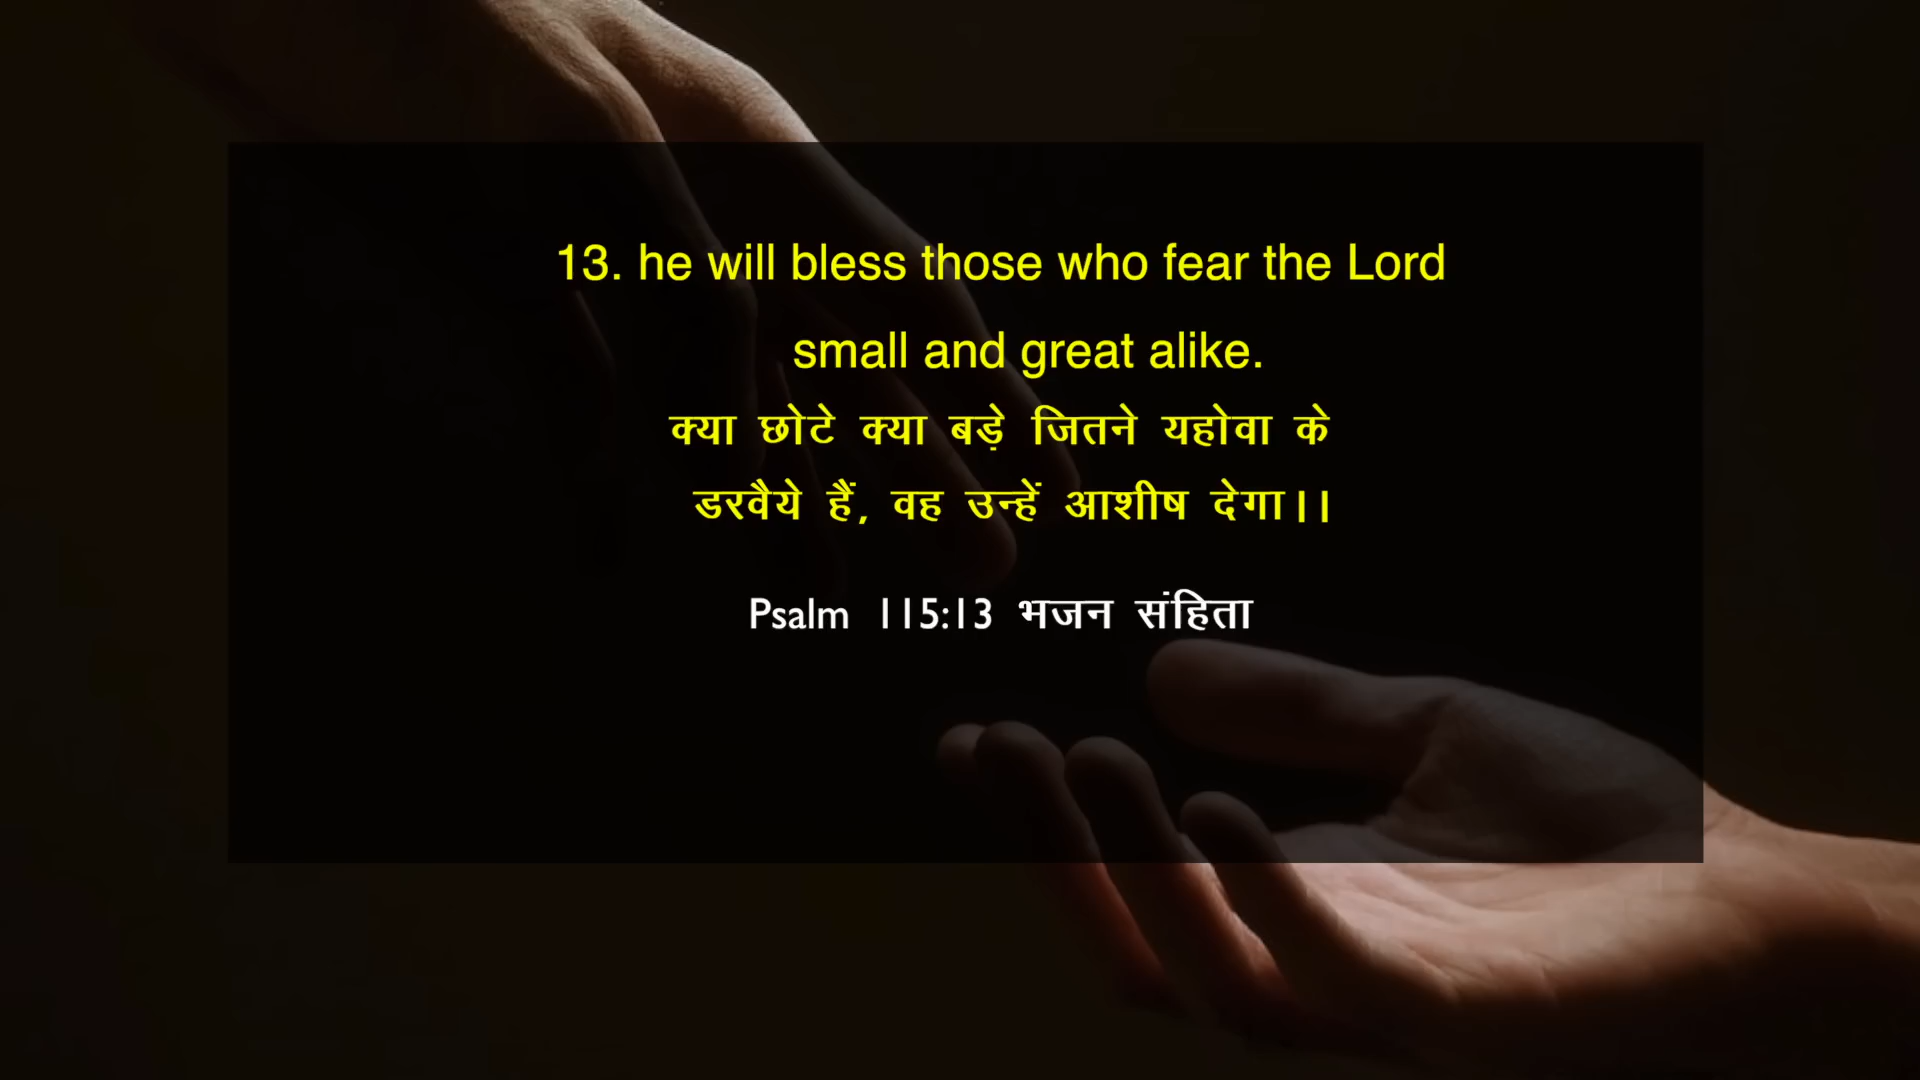 13. he will bless those who fear the Lord
small and great alike.
क्या छोटे क्या बड़े जितने यहोवा के
डरवैये हैं, वह उन्हें आशीष देगा।।
Psalm 115:13 भजन संहिता